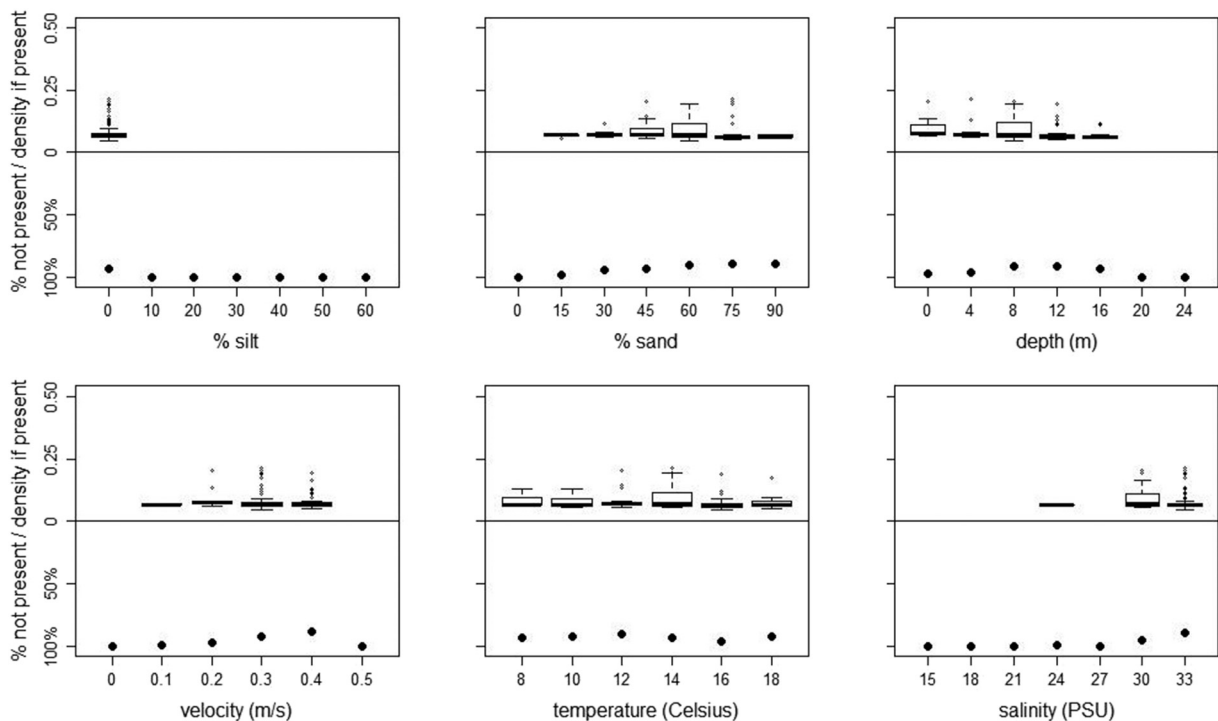 % not present / density if present
0.50
0.25
0
50%
100%
0 10 20 30 40 50 60
% silt
0 15 30 45 60 75 90
% sand
0 4 8 12 16 20 24
depth (m)
% not present / density if present
0.50
0.25
0
50%
100%
0 0.1 0.2 0.3 0.4 0.5
velocity (m/s)
8 10 12 14 16 18
temperature (Celsius)
15 18 21 24 27 30 33
salinity (PSU)